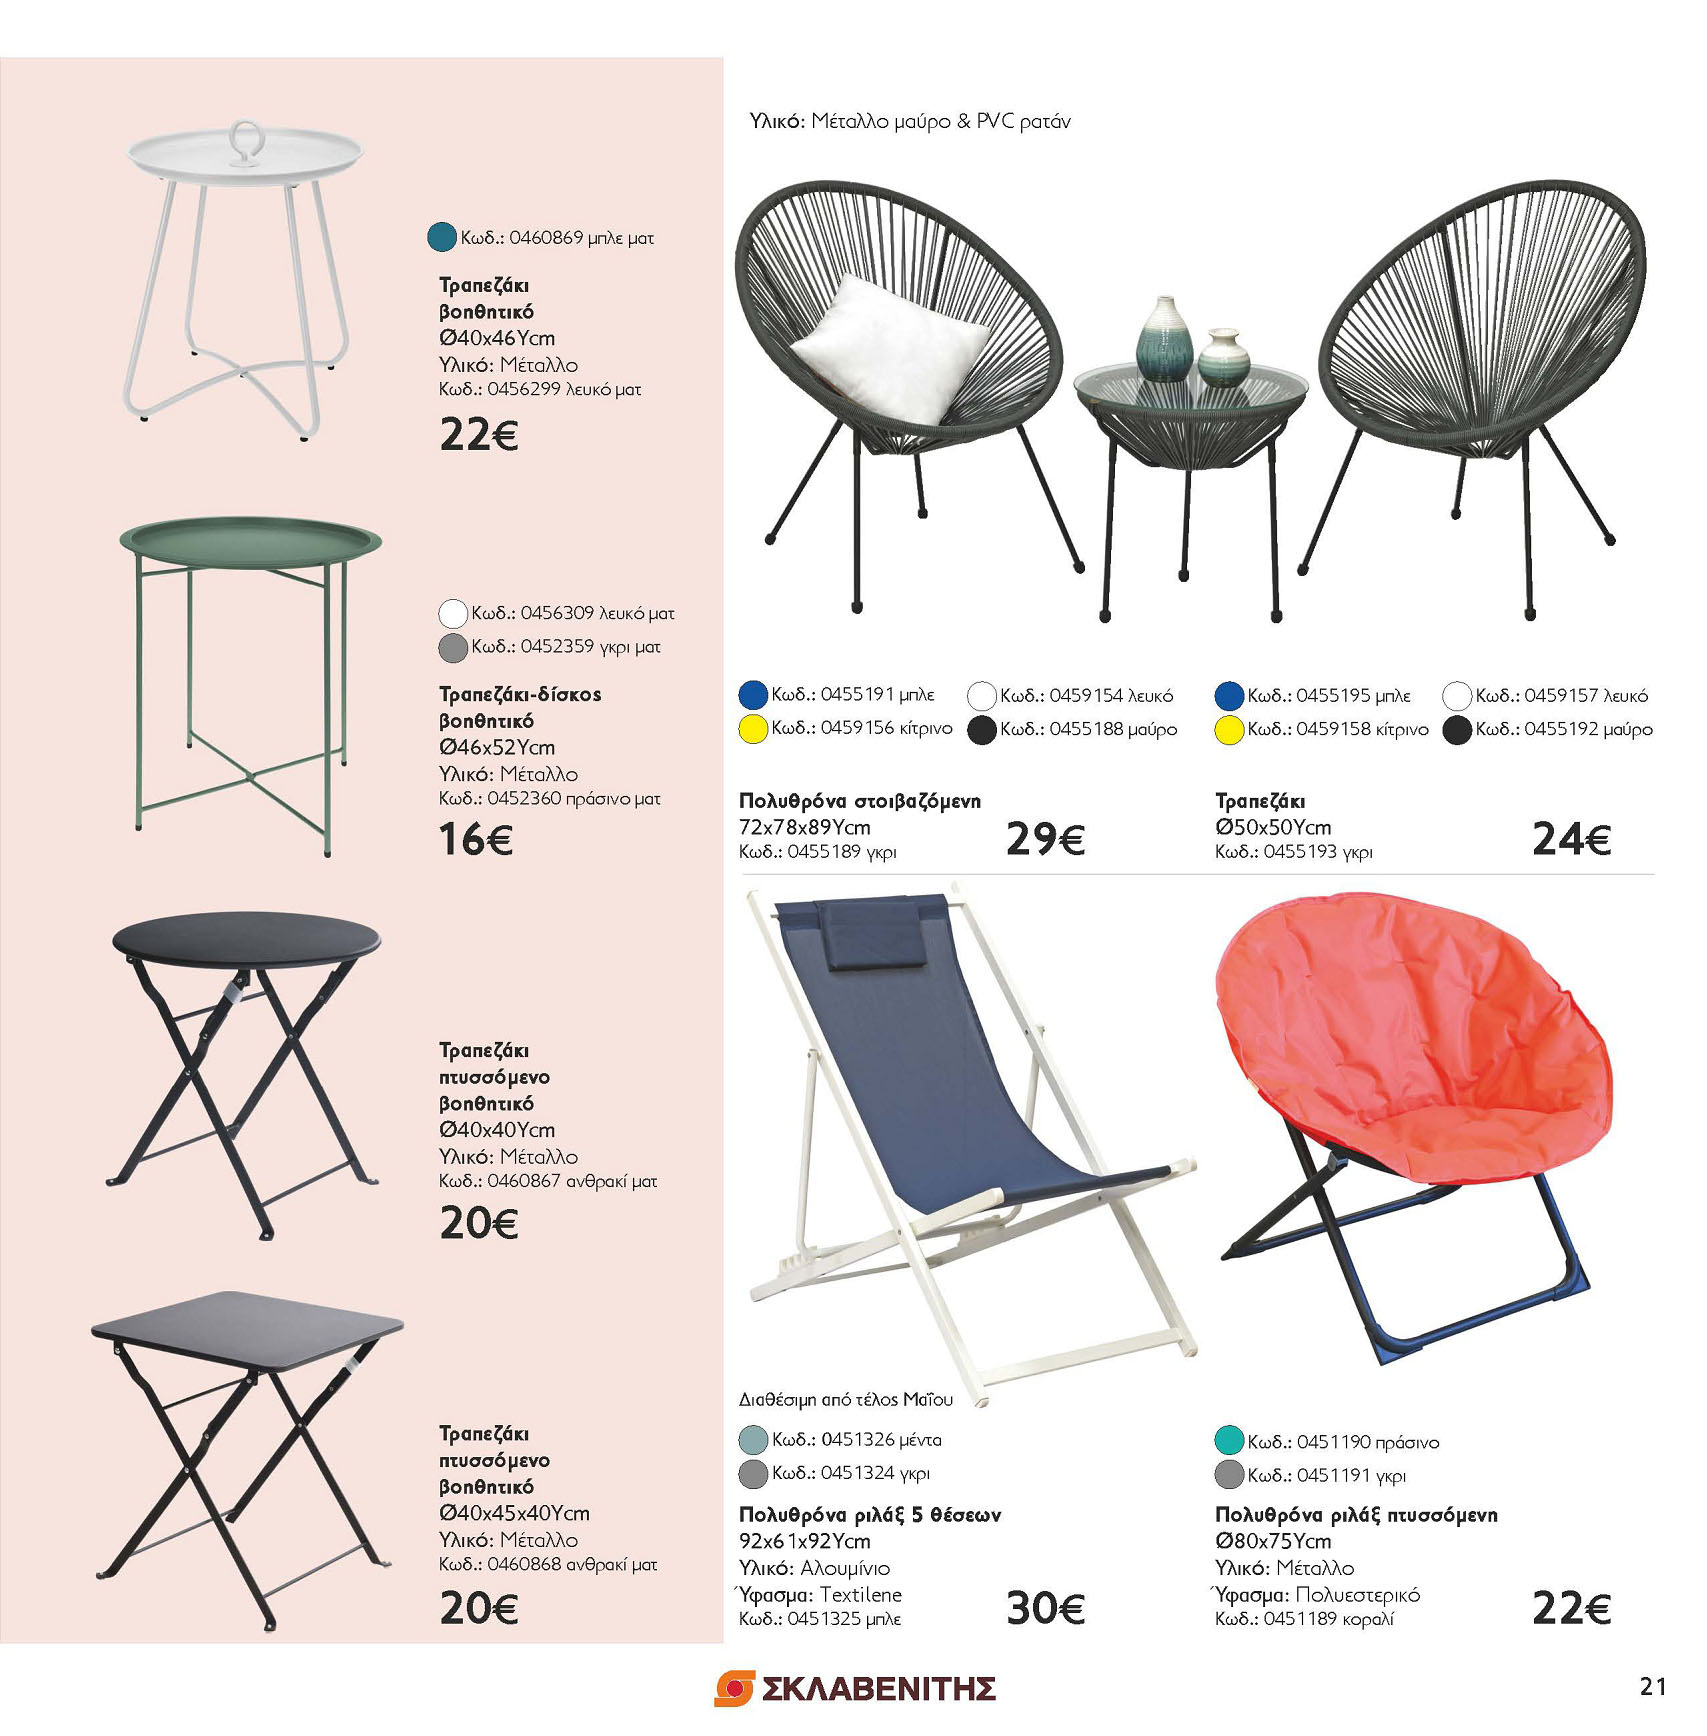 Κωδ.: 0460869 μπλε ματ
Τραπεζάκι
βοηθητικό
Ø40x46Ycm
Υλικό: Μέταλλο
Κωδ.: 0456299 λευκό ματ
22€
Κωδ.: 0456309 λευκό ματ
Κωδ.: 0452359 γκρι ματ
Τραπεζάκι-δίσκος
βοηθητικό
Ø46x52Ycm
Υλικό: Μέταλλο
Κωδ.: 0452360 πράσινο ματ
16€
Τραπεζάκι
πτυσσόμενο
βοηθητικό
Ø40x40Ycm
Υλικό: Μέταλλο
Κωδ.: 0460867 ανθρακί ματ
20€
Τραπεζάκι
πτυσσόμενο
βοηθητικό
Ø40x45x40Ycm
Υλικό: Μέταλλο
Κωδ.: 0460868 ανθρακί ματ
20€
Υλικό: Μέταλλο μαύρο & PVC ρατάν
Κωδ.: 0455191 μπλε
Κωδ.: 0459154 λευκό
Κωδ.: 0459156 κίτρινο
Κωδ.: 0455188 μαύρο
Πολυθρόνα στοιβαζόμενη
72x78x89Ycm
Κωδ.: 0455189 γκρι
29€
Κωδ.: 0455195 μπλε
Κωδ.: 0459157 λευκό
Κωδ.: 0459158 κίτρινο
Κωδ.: 0455192 μαύρο
Τραπεζάκι
Ø50x50Ycm
Κωδ.: 0455193 γκρι
24€
Διαθέσιμη από τέλος Μαΐου
Κωδ.: 0451326 μέντα
Κωδ.: 0451324 γκρι
Πολυθρόνα ριλάξ 5 θέσεων
92x61x92Ycm
Υλικό: Αλουμίνιο
Ύφασμα: Textilene
Κωδ.: 0451325 μπλε
30€
Κωδ.: 0451190 πράσινο
Κωδ.: 0451191 γκρι
Πολυθρόνα ριλάξ πτυσσόμενη
Ø80x75Ycm
Υλικό: Μέταλλο
Ύφασμα: Πολυεστερικό
Κωδ.: 0451189 κοραλί
22€
ΣΚΛΑΒΕΝΙΤΗΣ
21